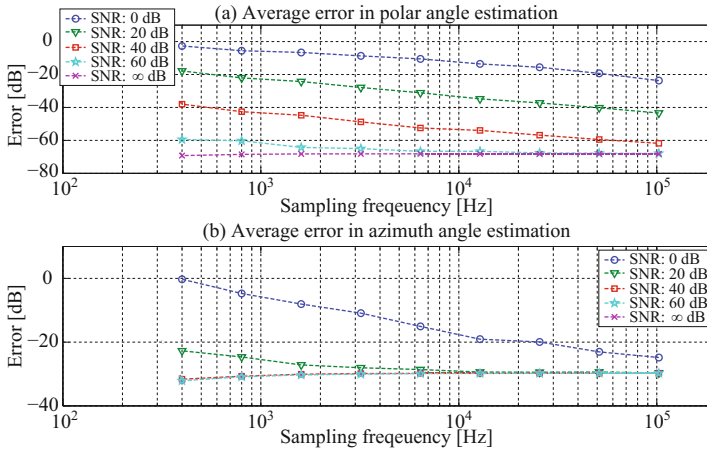 (a) Average error in polar angle estimation
SNR: 0 dB
SNR: 20 dB
SNR: 40 dB
SNR: 60 dB
SNR: ∞ dB
Error [dB]
0
−20
−40
−60
−80
10^2
10^3
10^4
10^5
Sampling frequeuency [Hz]
(b) Average error in azimuth angle estimation
SNR: 0 dB
SNR: 20 dB
SNR: 40 dB
SNR: 60 dB
SNR: ∞ dB
Error [dB]
0
−20
−40
10^2
10^3
10^4
10^5
Sampling frequeuency [Hz]